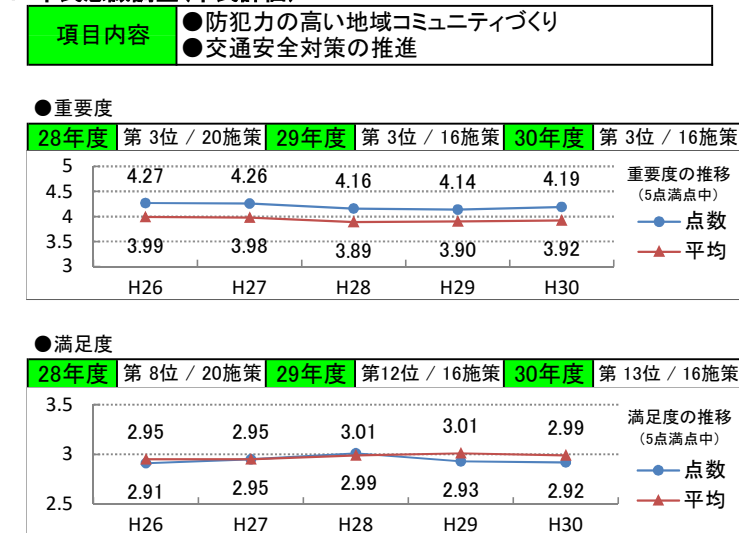 項目内容
●防犯力の高い地域コミュニティづくり
●交通安全対策の推進
●重要度
28年度 第 3位 / 20施策 29年度 第 3位 / 16施策 30年度 第 3位 / 16施策
重要度の推移
(5点満点中)
点数
平均
5
4.5
4
3.5
3
4.27 4.26 4.16 4.14 4.19
3.99 3.98 3.89 3.90 3.92
H26 H27 H28 H29 H30
●満足度
28年度 第 8位 / 20施策 29年度 第12位 / 16施策 30年度 第 13位 / 16施策
満足度の推移
(5点満点中)
点数
平均
3.5
3
2.5
2.95 2.95 3.01 3.01 2.99
2.91 2.95 2.99 2.93 2.92
H26 H27 H28 H29 H30